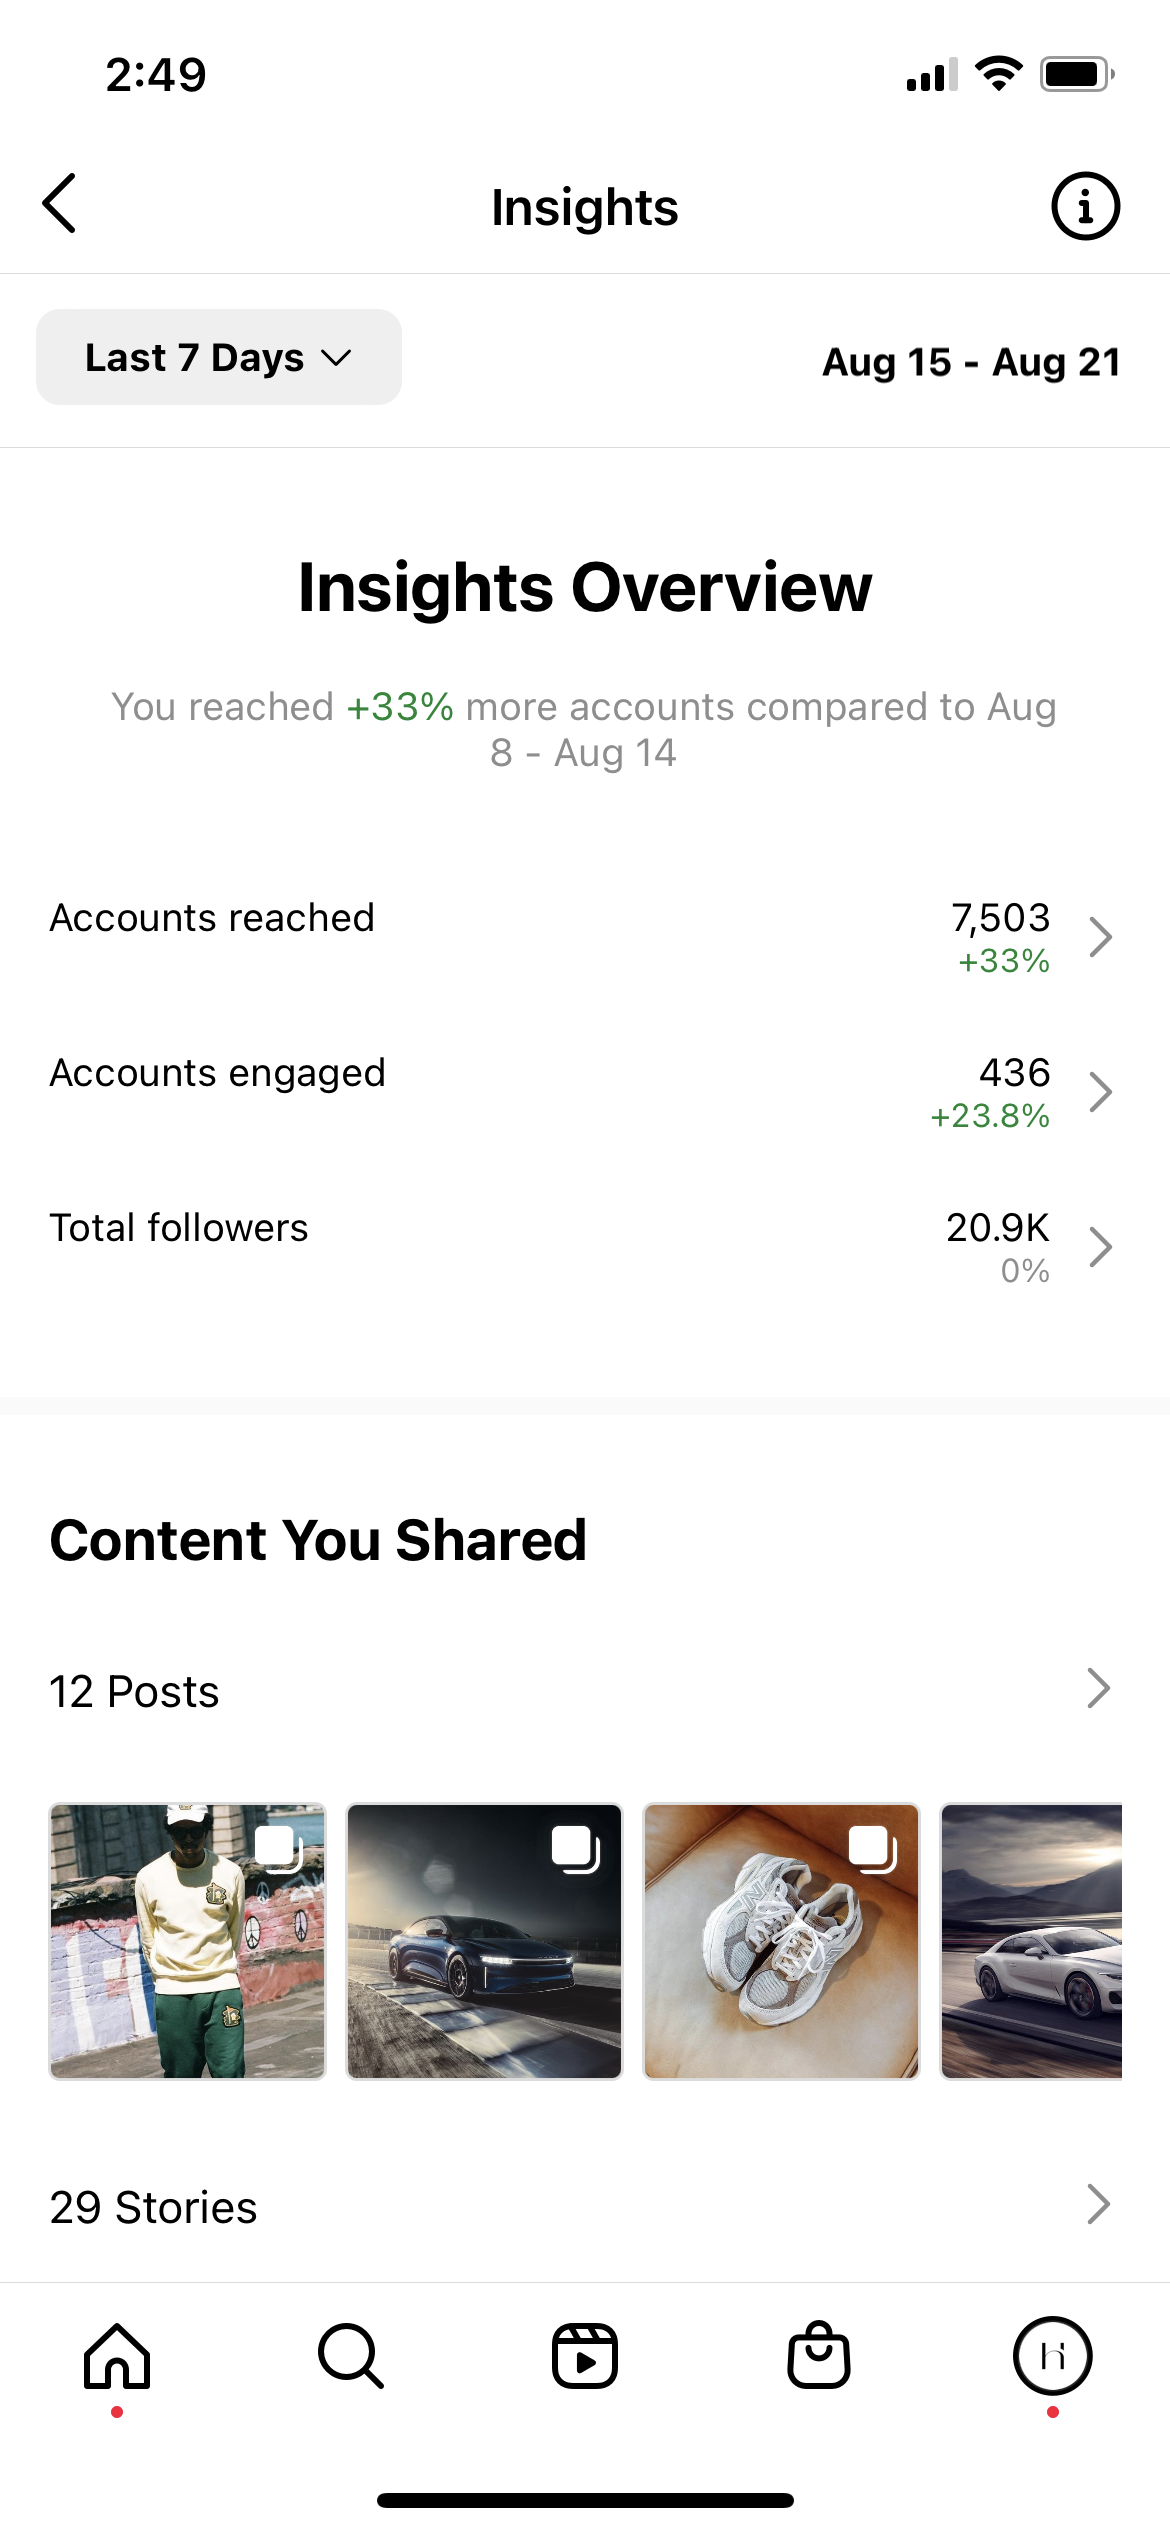 2:49
Insights
Last 7 Days
Aug 15 - Aug 21
Insights Overview
You reached +33% more accounts compared to Aug
8 - Aug 14
Accounts reached
7,503
+33%
Accounts engaged
436
+23.8%
Total followers
20.9K
0%
Content You Shared
12 Posts
29 Stories